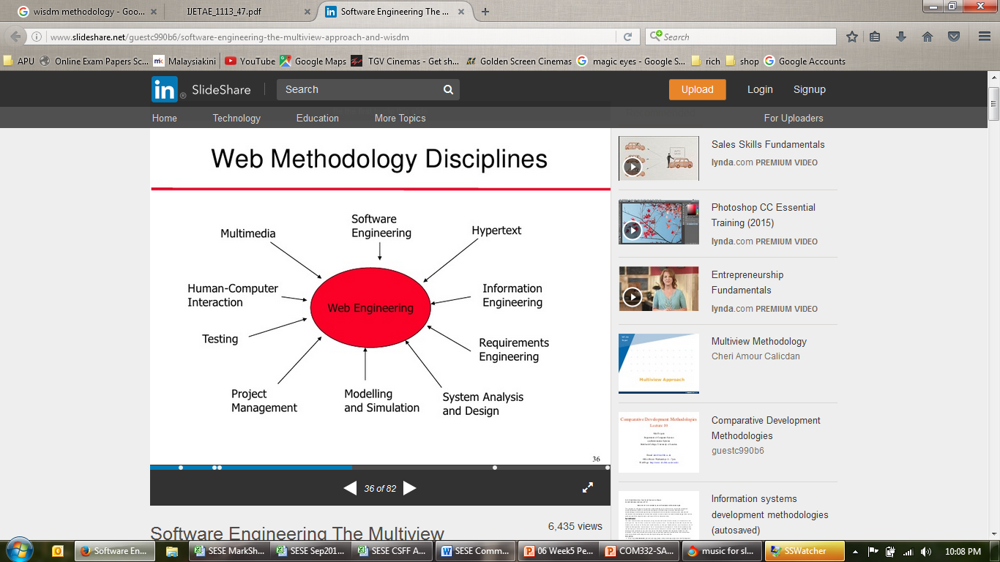 wisdm methodology - Goo...
IJETAE_1113_47.pdf
Software Engineering The ...
www.slideshare.net/guestc990b6/software-engineering-the-multiview-approach-and-wisdm
Search
APU
Online Exam Papers Sc...
Malaysiakini
YouTube
Google Maps
TGV Cinemas - Get sh...
Golden Screen Cinemas
magic eyes - Google S...
rich
shop
Google Accounts
in
SlideShare
Search
Upload
Login
Signup
Home
Technology
Education
More Topics
For Uploaders
Web Methodology Disciplines
Multimedia
Software
Engineering
Hypertext
Human-Computer
Interaction
Information
Engineering
Web Engineering
Testing
Requirements
Engineering
Project
Management
Modelling
and Simulation
System Analysis
and Design
36
36 of 82
Software Engineering The Multiview
6,435 views
Sales Skills Fundamentals
lynda.com PREMIUM VIDEO
Photoshop CC Essential
Training (2015)
lynda.com PREMIUM VIDEO
Entrepreneurship
Fundamentals
lynda.com PREMIUM VIDEO
Multiview Approach
Multiview Methodology
Cheri Amour Calicdan
Comparative Development Methodologies
Lecture 10
Comparative Development
Methodologies
guestc990b6
Information systems
development methodologies
(autosaved)
Software En...
SESE MarkSh...
SESE Sep201...
SESE CSFF A...
SESE Comm...
06 Week5 Pe...
COM332-SA...
music for sl...
SSWatcher
10:08 PM